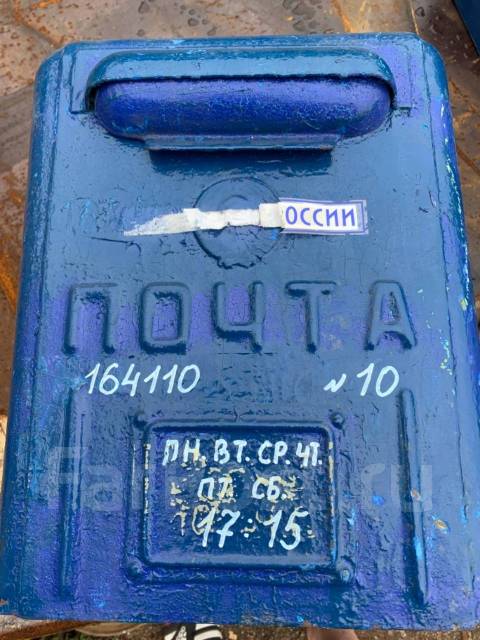 ОССИИ
ПОЧТА
164110 №10
ПН. ВТ. СР. ЧТ.
ПТ. СБ.
17:15